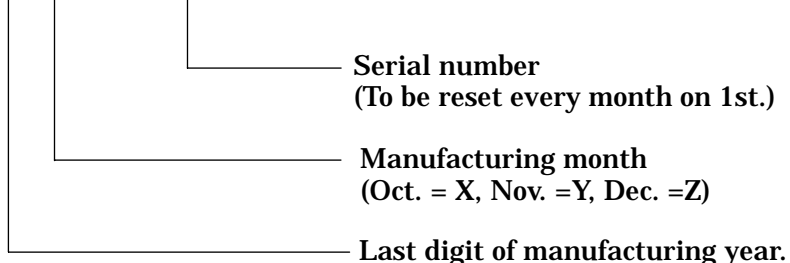 Serial number
(To be reset every month on 1st.)
Manufacturing month
(Oct. = X, Nov. =Y, Dec. =Z)
Last digit of manufacturing year.